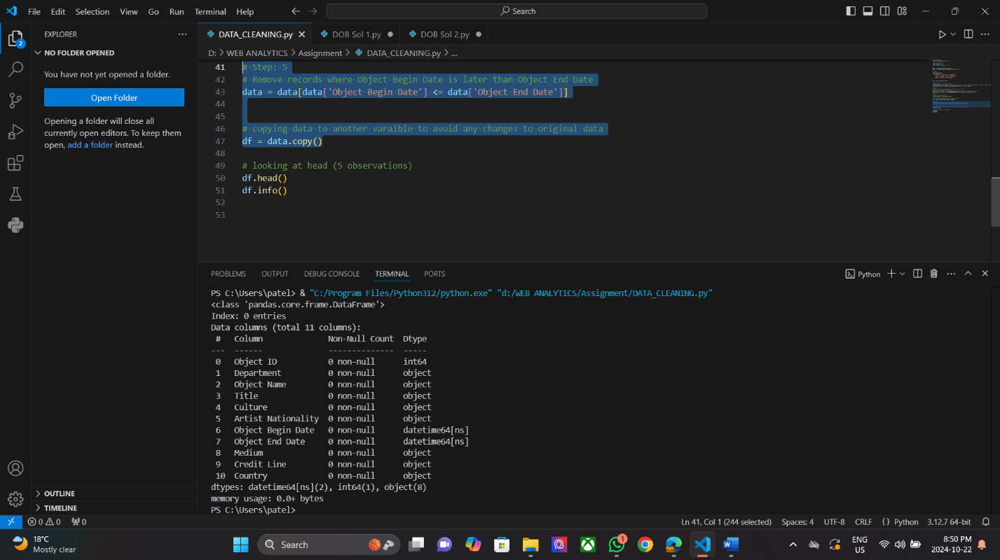 File Edit Selection View Go Run Terminal Help
Search
EXPLORER
DATA_CLEANING.py
DOB Sol 1.py
DOB Sol 2.py
NO FOLDER OPENED
D: > WEB ANALYTICS > Assignment > DATA_CLEANING.py > ...
You have not yet opened a folder.
Open Folder
Opening a folder will close all
currently open editors. To keep them
open, add a folder instead.
2
41 # Step: 5
42 # Remove records where Object Begin Date is later than Object End Date
43 data = data[data['Object Begin Date'] <= data['Object End Date']]
44
45
46 # copying data to another varaible to avoid any changes to original data
47 df = data.copy()
48
49 # looking at head (5 observations)
50 df.head()
51 df.info()
52
53
PROBLEMS OUTPUT DEBUG CONSOLE TERMINAL PORTS
Python
PS C:\Users\patel> & "C:/Program Files/Python312/python.exe" "d:/WEB ANALYTICS/Assignment/DATA_CLEANING.py"
<class 'pandas.core.frame.DataFrame'>
Index: 0 entries
Data columns (total 11 columns):
# Column Non-Null Count Dtype
--- ------ -------------- -----
0 Object ID 0 non-null int64
1 Department 0 non-null object
2 Object Name 0 non-null object
3 Title 0 non-null object
4 Culture 0 non-null object
5 Artist Nationality 0 non-null object
6 Object Begin Date 0 non-null datetime64[ns]
7 Object End Date 0 non-null datetime64[ns]
8 Medium 0 non-null object
9 Credit Line 0 non-null object
10 Country 0 non-null object
dtypes: datetime64[ns](2), int64(1), object(8)
memory usage: 0.0+ bytes
PS C:\Users\patel>
OUTLINE
TIMELINE
0 0 0
Ln 41, Col 1 (244 selected) Spaces: 4 UTF-8 CRLF {} Python 3.12.7 64-bit
18°C
Mostly clear
Search
1
ENG
US
8:50 PM
2024-10-22